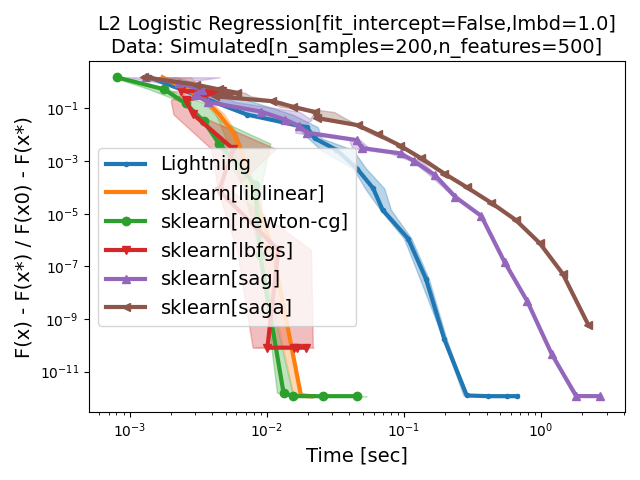 L2 Logistic Regression[fit_intercept=False,lmbd=1.0]
Data: Simulated[n_samples=200,n_features=500]
F(x) - F(x*) / F(x0) - F(x*)
10⁻¹
10⁻³
10⁻⁵
10⁻⁷
10⁻⁹
10⁻¹¹
Lightning
sklearn[liblinear]
sklearn[newton-cg]
sklearn[lbfgs]
sklearn[sag]
sklearn[saga]
10⁻³ 10⁻² 10⁻¹ 10⁰
Time [sec]